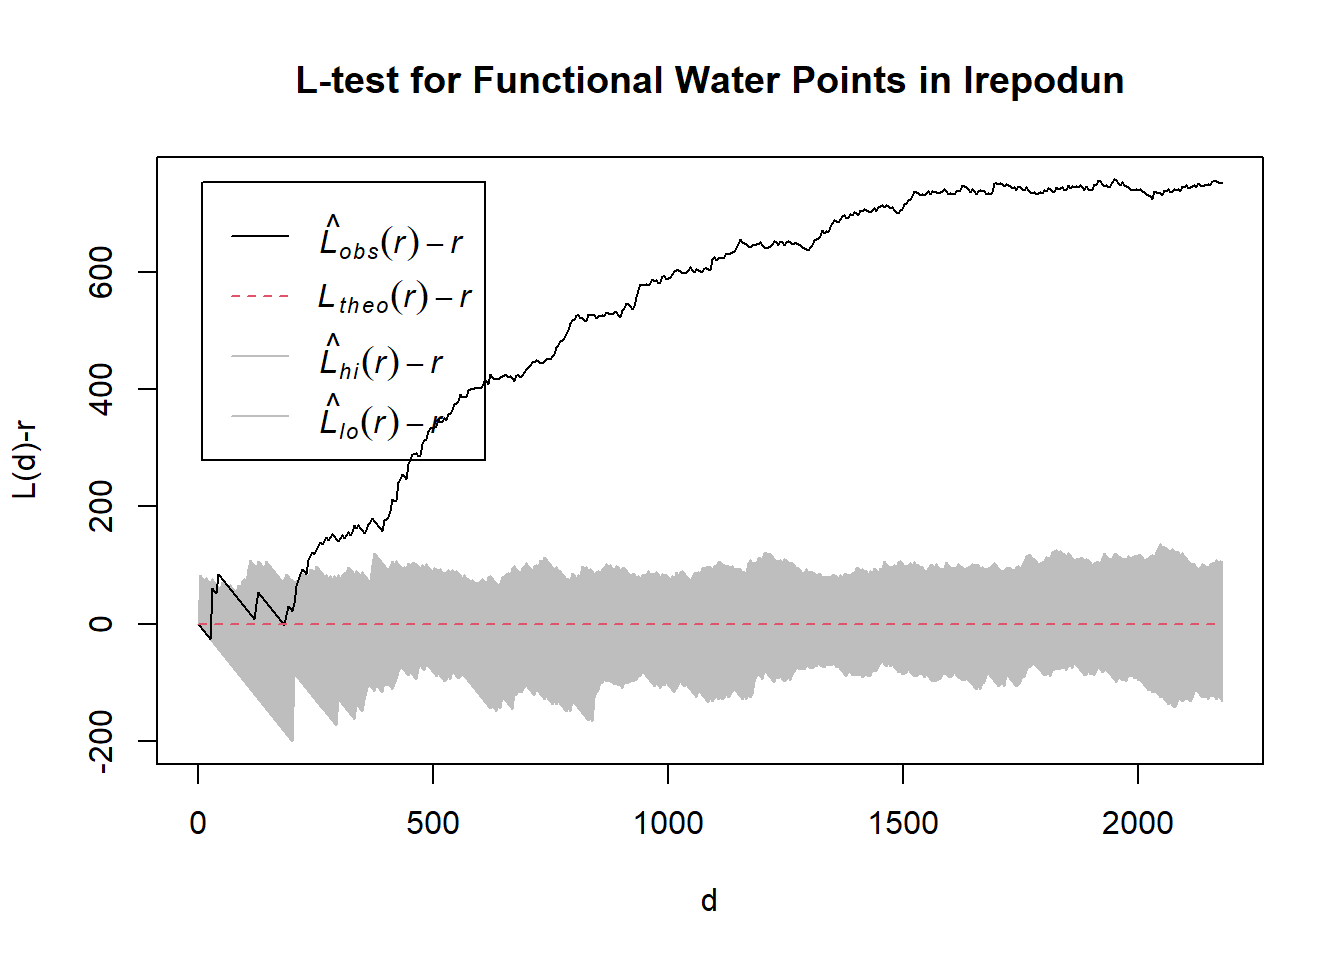 L-test for Functional Water Points in Irepodun
L̂obs(r) – r
Ltheo(r) – r
L̂hi(r) – r
L̂lo(r) – r
L(d)-r
600
400
200
0
-200
0 500 1000 1500 2000
d